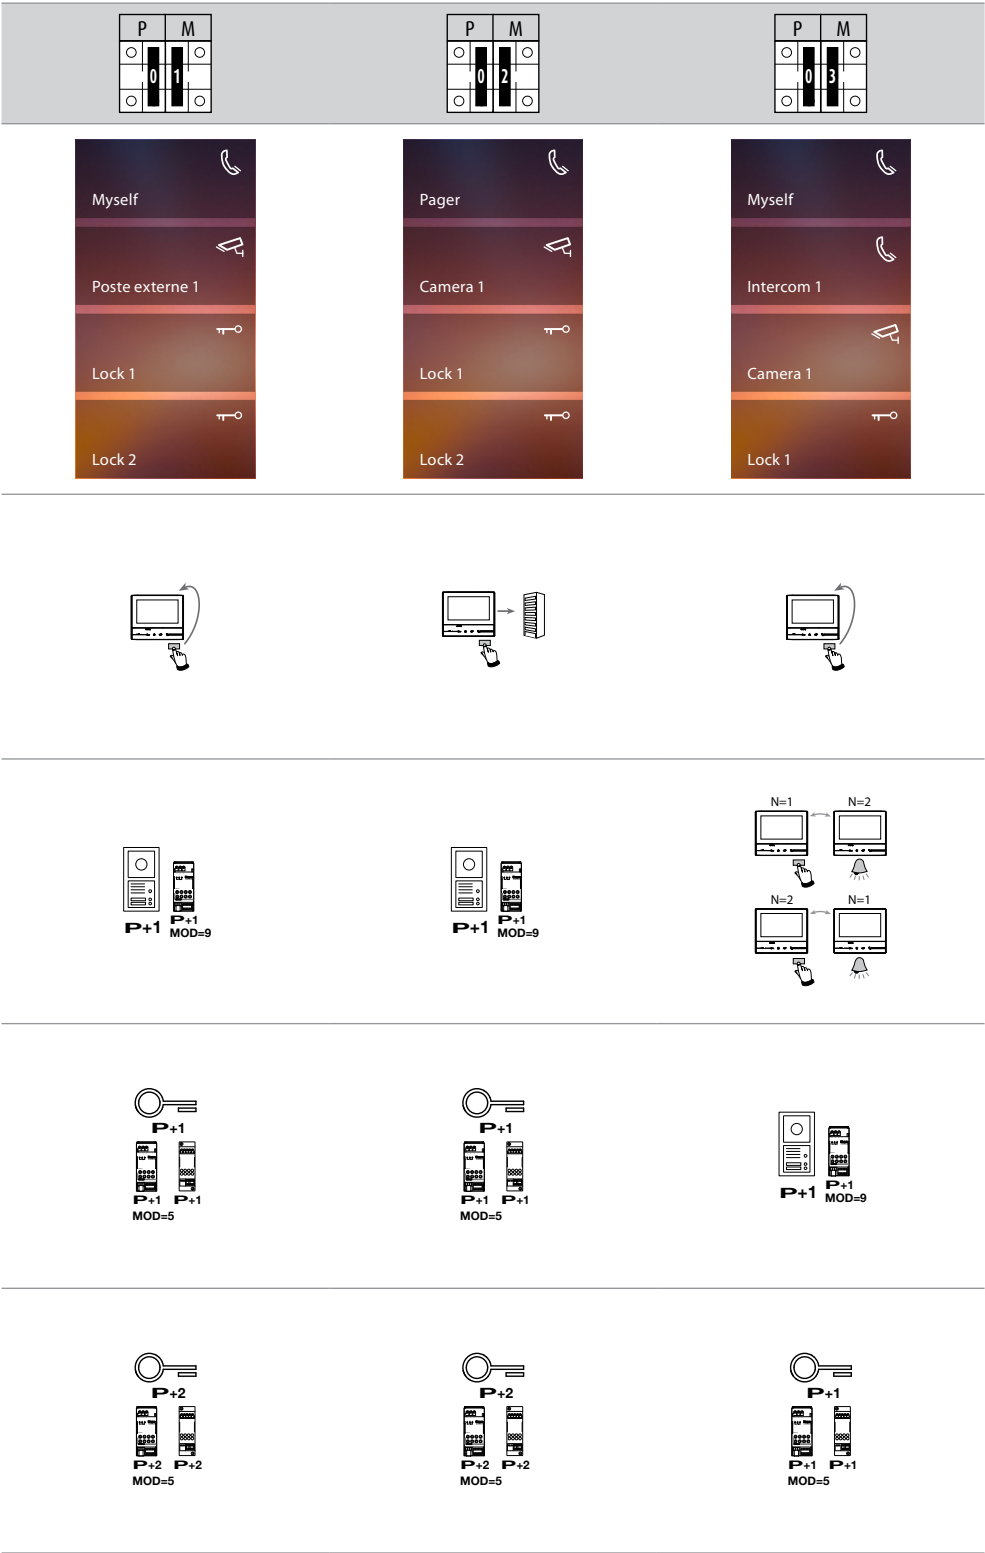 P M
0 1
P M
0 2
P M
0 3
Myself
Poste externe 1
Lock 1
Lock 2
Pager
Camera 1
Lock 1
Lock 2
Myself
Intercom 1
Camera 1
Lock 1
N=1 N=2
N=2 N=1
P+1 P+1
MOD=9
P+1 P+1
MOD=9
P+1
P+1 P+1
MOD=5
P+1
P+1 P+1
MOD=5
P+1 P+1
MOD=9
P+2
P+2 P+2
MOD=5
P+2
P+2 P+2
MOD=5
P+1
P+1 P+1
MOD=5